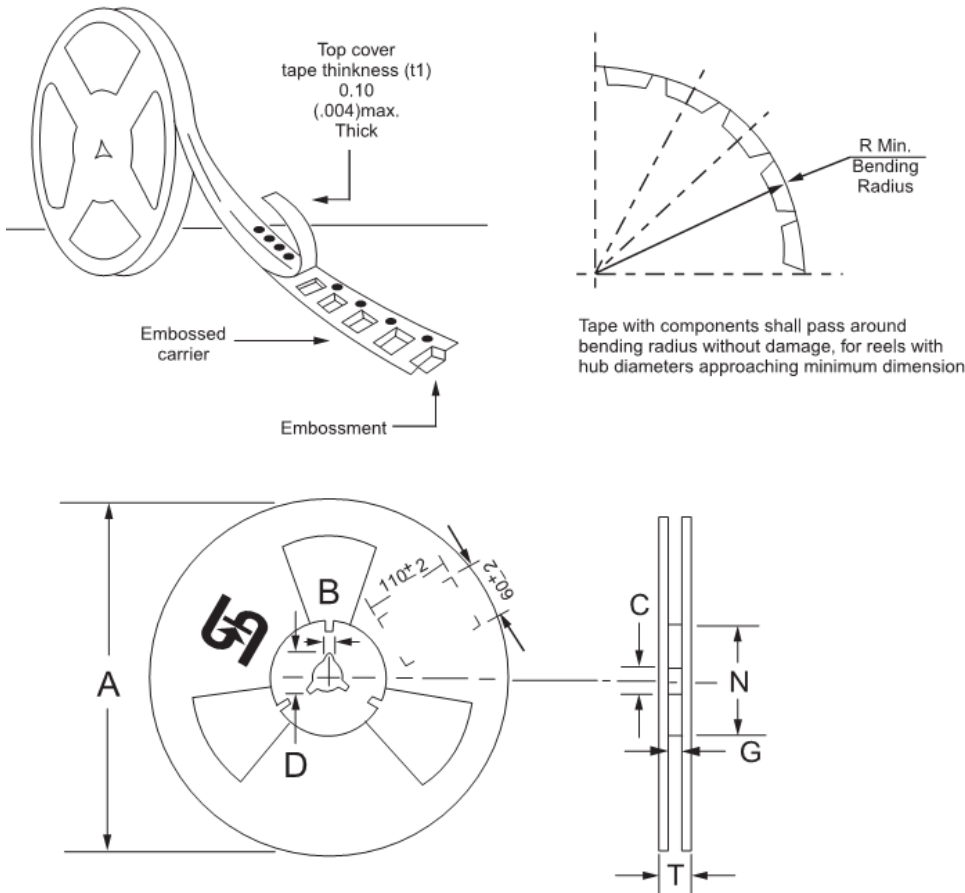 Top cover
tape thinkness (t1)
0.10
(.004)max.
Thick
R Min.
Bending
Radius
Embossed
carrier
Embossment
Tape with components shall pass around
bending radius without damage, for reels with
hub diameters approaching minimum dimension
A
B
110±2
60±2
D
C
N
G
T